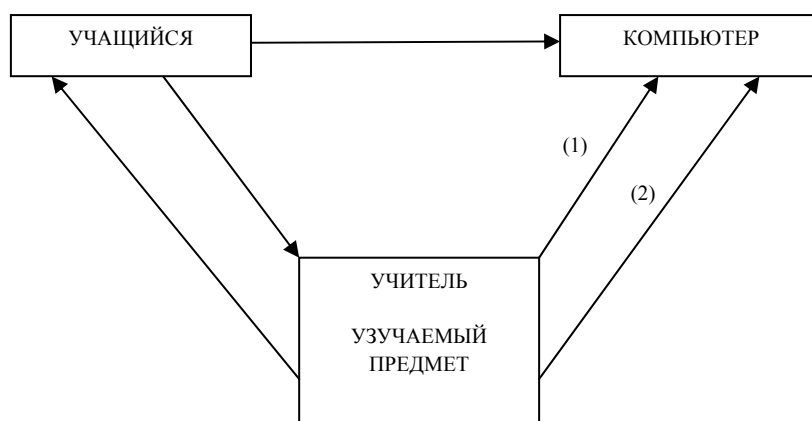 УЧАЩИЙСЯ
КОМПЬЮТЕР
(1)
(2)
УЧИТЕЛЬ
УЗУЧАЕМЫЙ
ПРЕДМЕТ